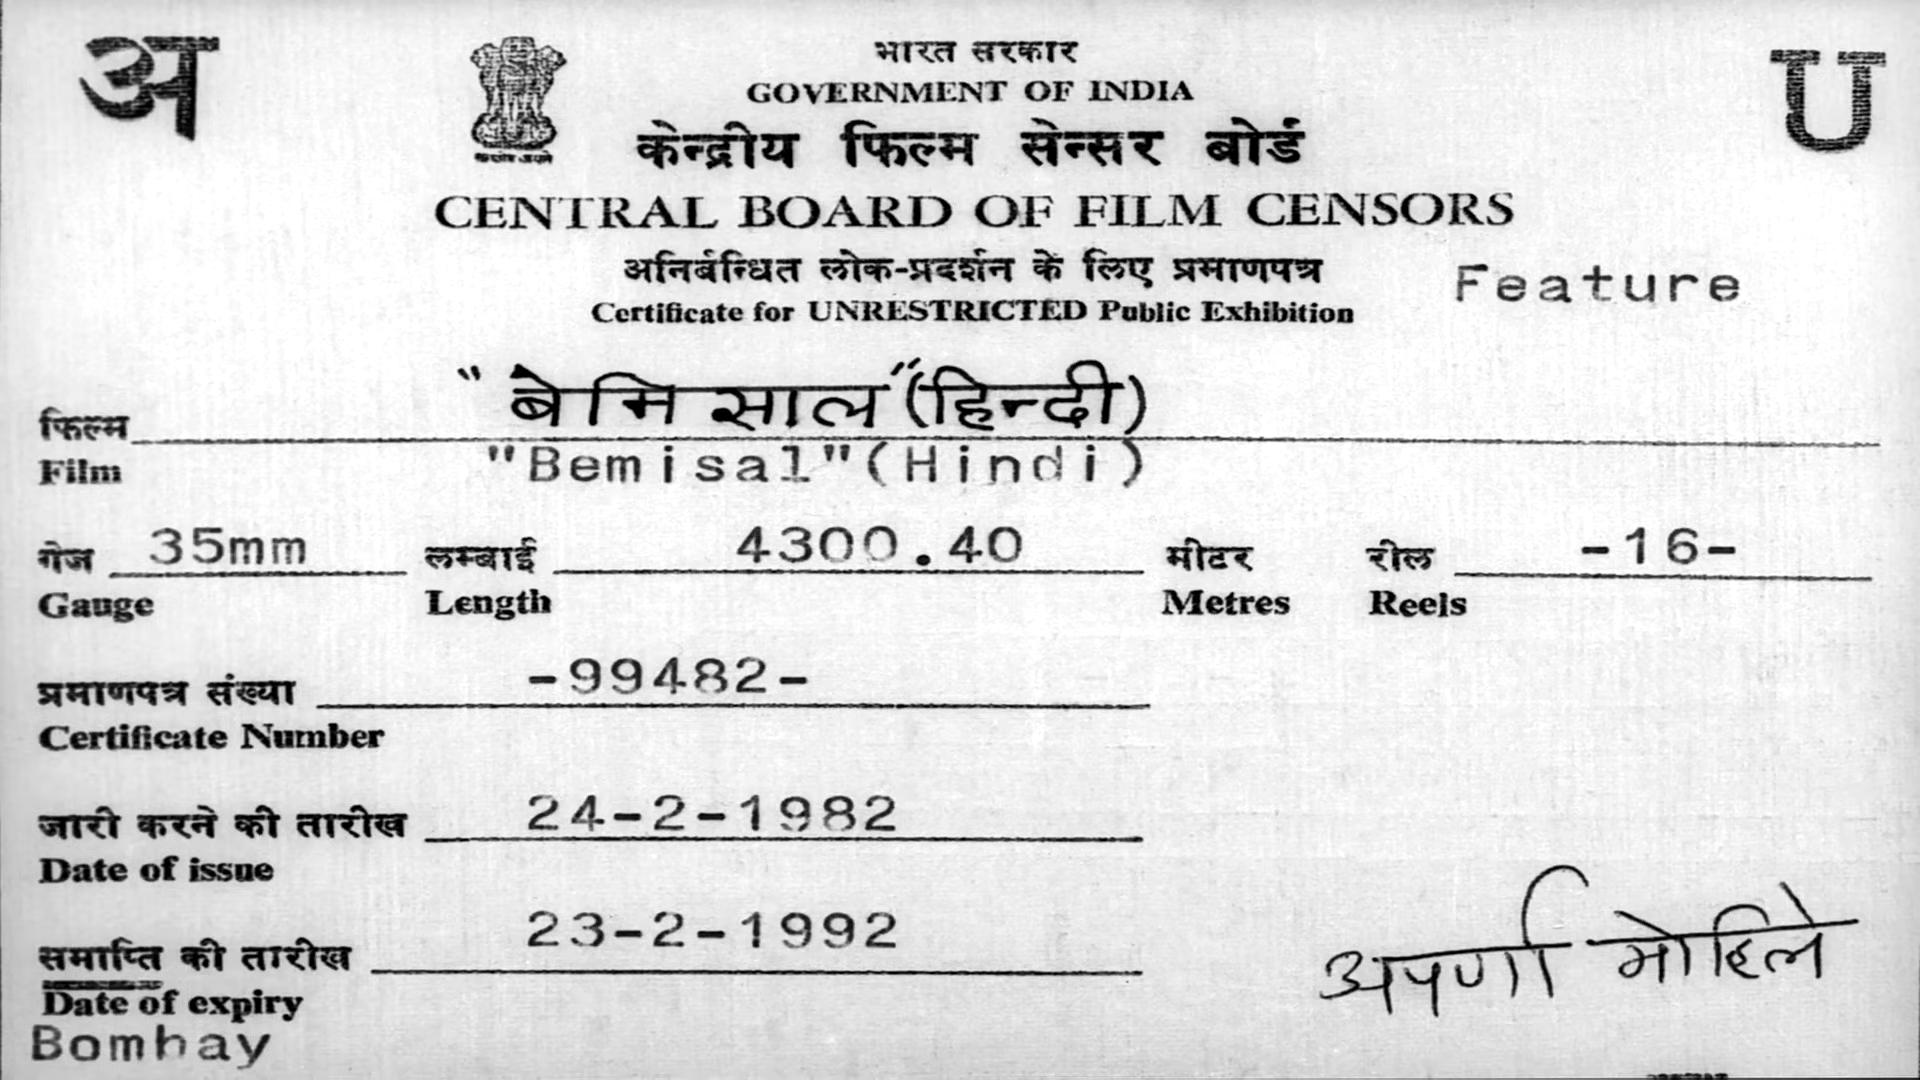 अ
U
भारत सरकार
GOVERNMENT OF INDIA
केन्द्रीय फिल्म सेन्सर बोर्ड
CENTRAL BOARD OF FILM CENSORS
अनिर्बन्धित लोक-प्रदर्शन के लिए प्रमाणपत्र
Certificate for UNRESTRICTED Public Exhibition
Feature
फिल्म "बेमिसाल" (हिन्दी)
Film "Bemisal" (Hindi)
गेज 35mm लम्बाई 4300.40 मीटर रील -16-
Gauge Length Metres Reels
प्रमाणपत्र संख्या -99482-
Certificate Number
जारी करने की तारीख 24-2-1982
Date of issue
समाप्ति की तारीख 23-2-1992
Date of expiry
Bombay
अपर्णा मोहिले